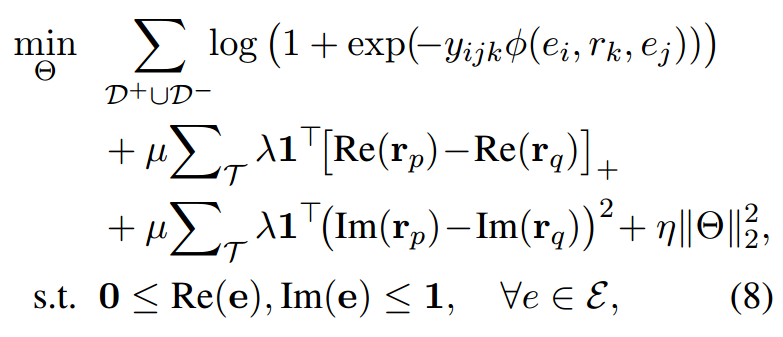 min_Θ ∑_{𝒟⁺∪𝒟⁻} log (1 + exp(−y_{ijk}ϕ(e_i, r_k, e_j)))
+ μ∑_𝒯 λ1^⊤[Re(r_p)−Re(r_q)]_+
+ μ∑_𝒯 λ1^⊤(Im(r_p)−Im(r_q))² + η‖Θ‖₂²,
s.t. 0 ≤ Re(e), Im(e) ≤ 1, ∀e ∈ ℰ, (8)